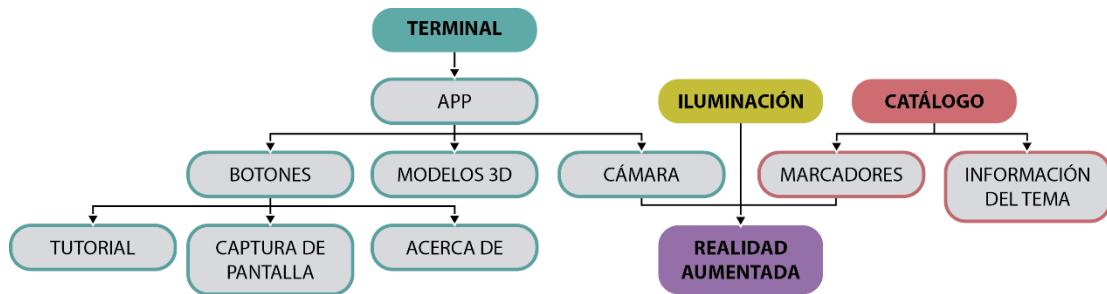 TERMINAL
APP
ILUMINACIÓN
CATÁLOGO
BOTONES
MODELOS 3D
CÁMARA
MARCADORES
INFORMACIÓN
DEL TEMA
TUTORIAL
CAPTURA DE
PANTALLA
ACERCA DE
REALIDAD
AUMENTADA